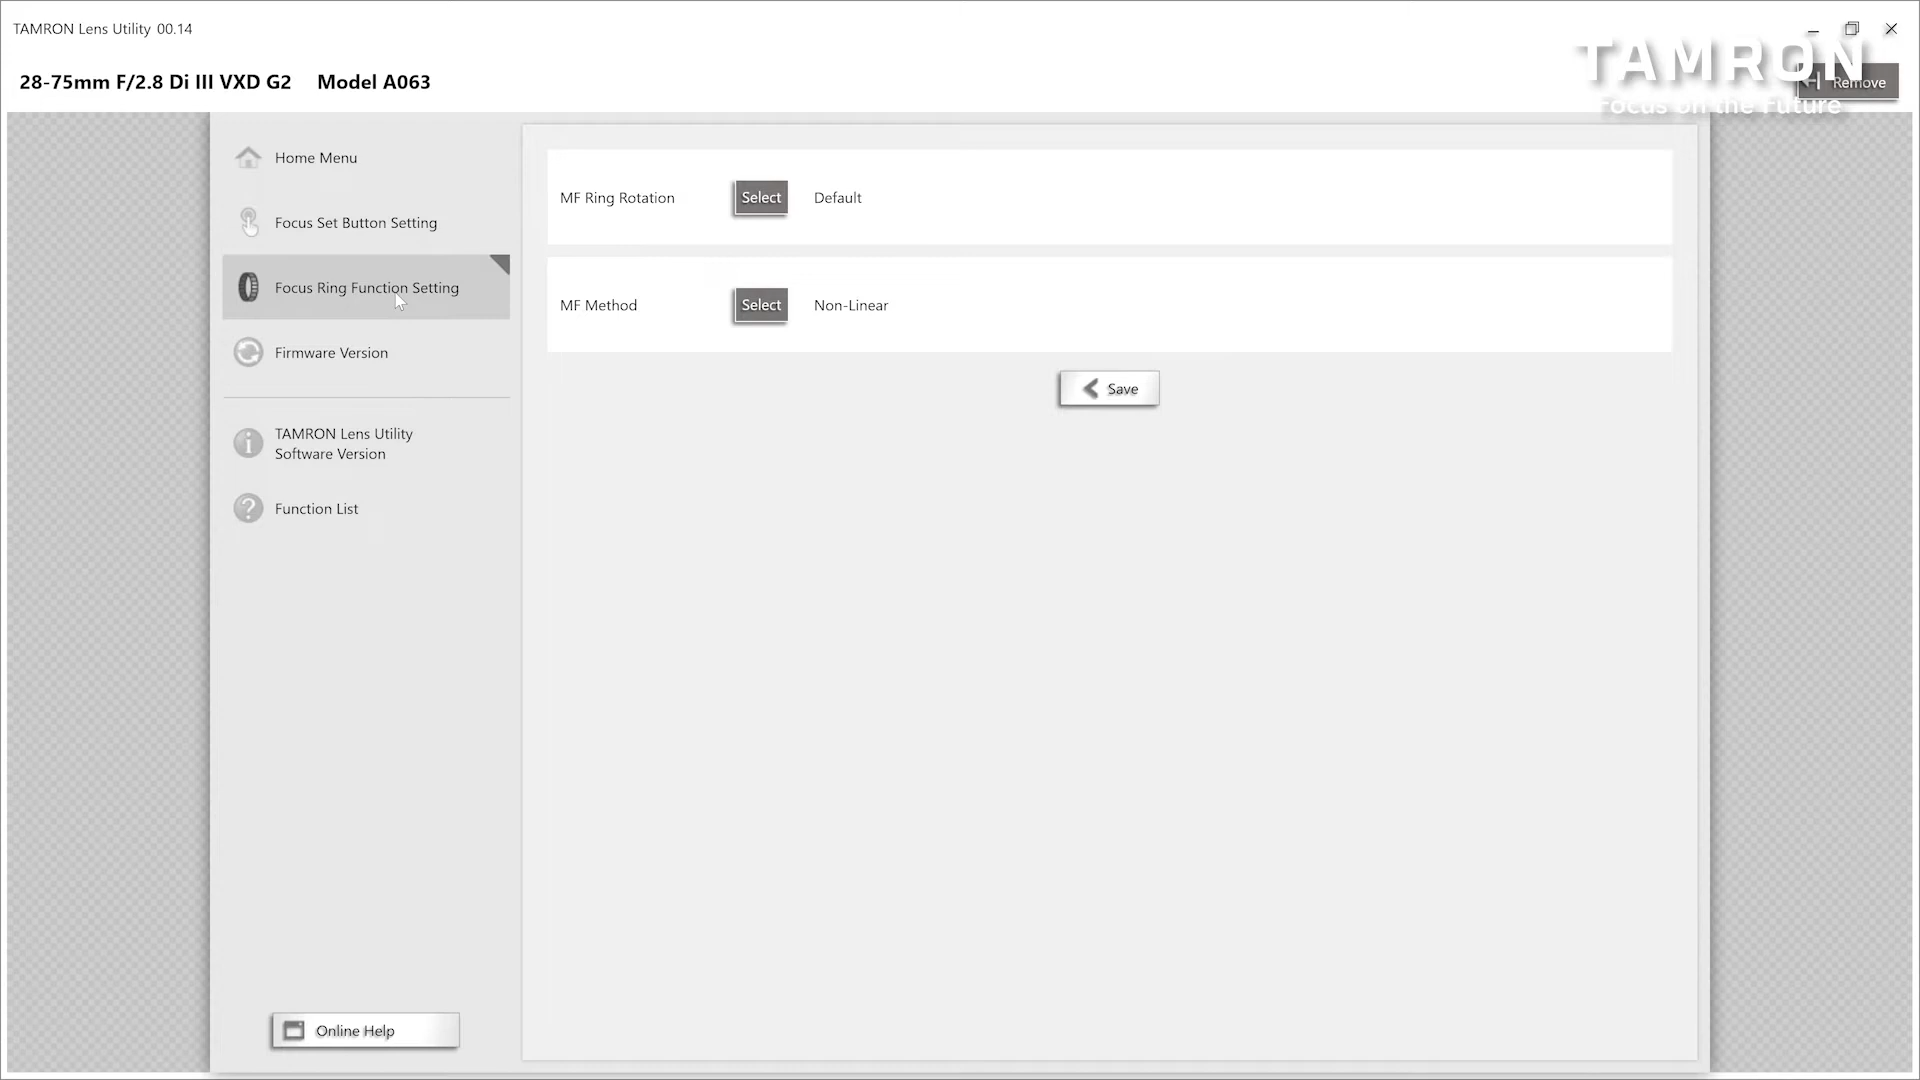 TAMRON Lens Utility 00.14
28-75mm F/2.8 Di III VXD G2 Model A063
TAMRON
Remove
Focus on the Future
Home Menu
Focus Set Button Setting
Focus Ring Function Setting
Firmware Version
TAMRON Lens Utility
Software Version
Function List
Online Help
MF Ring Rotation Select Default
MF Method Select Non-Linear
Save